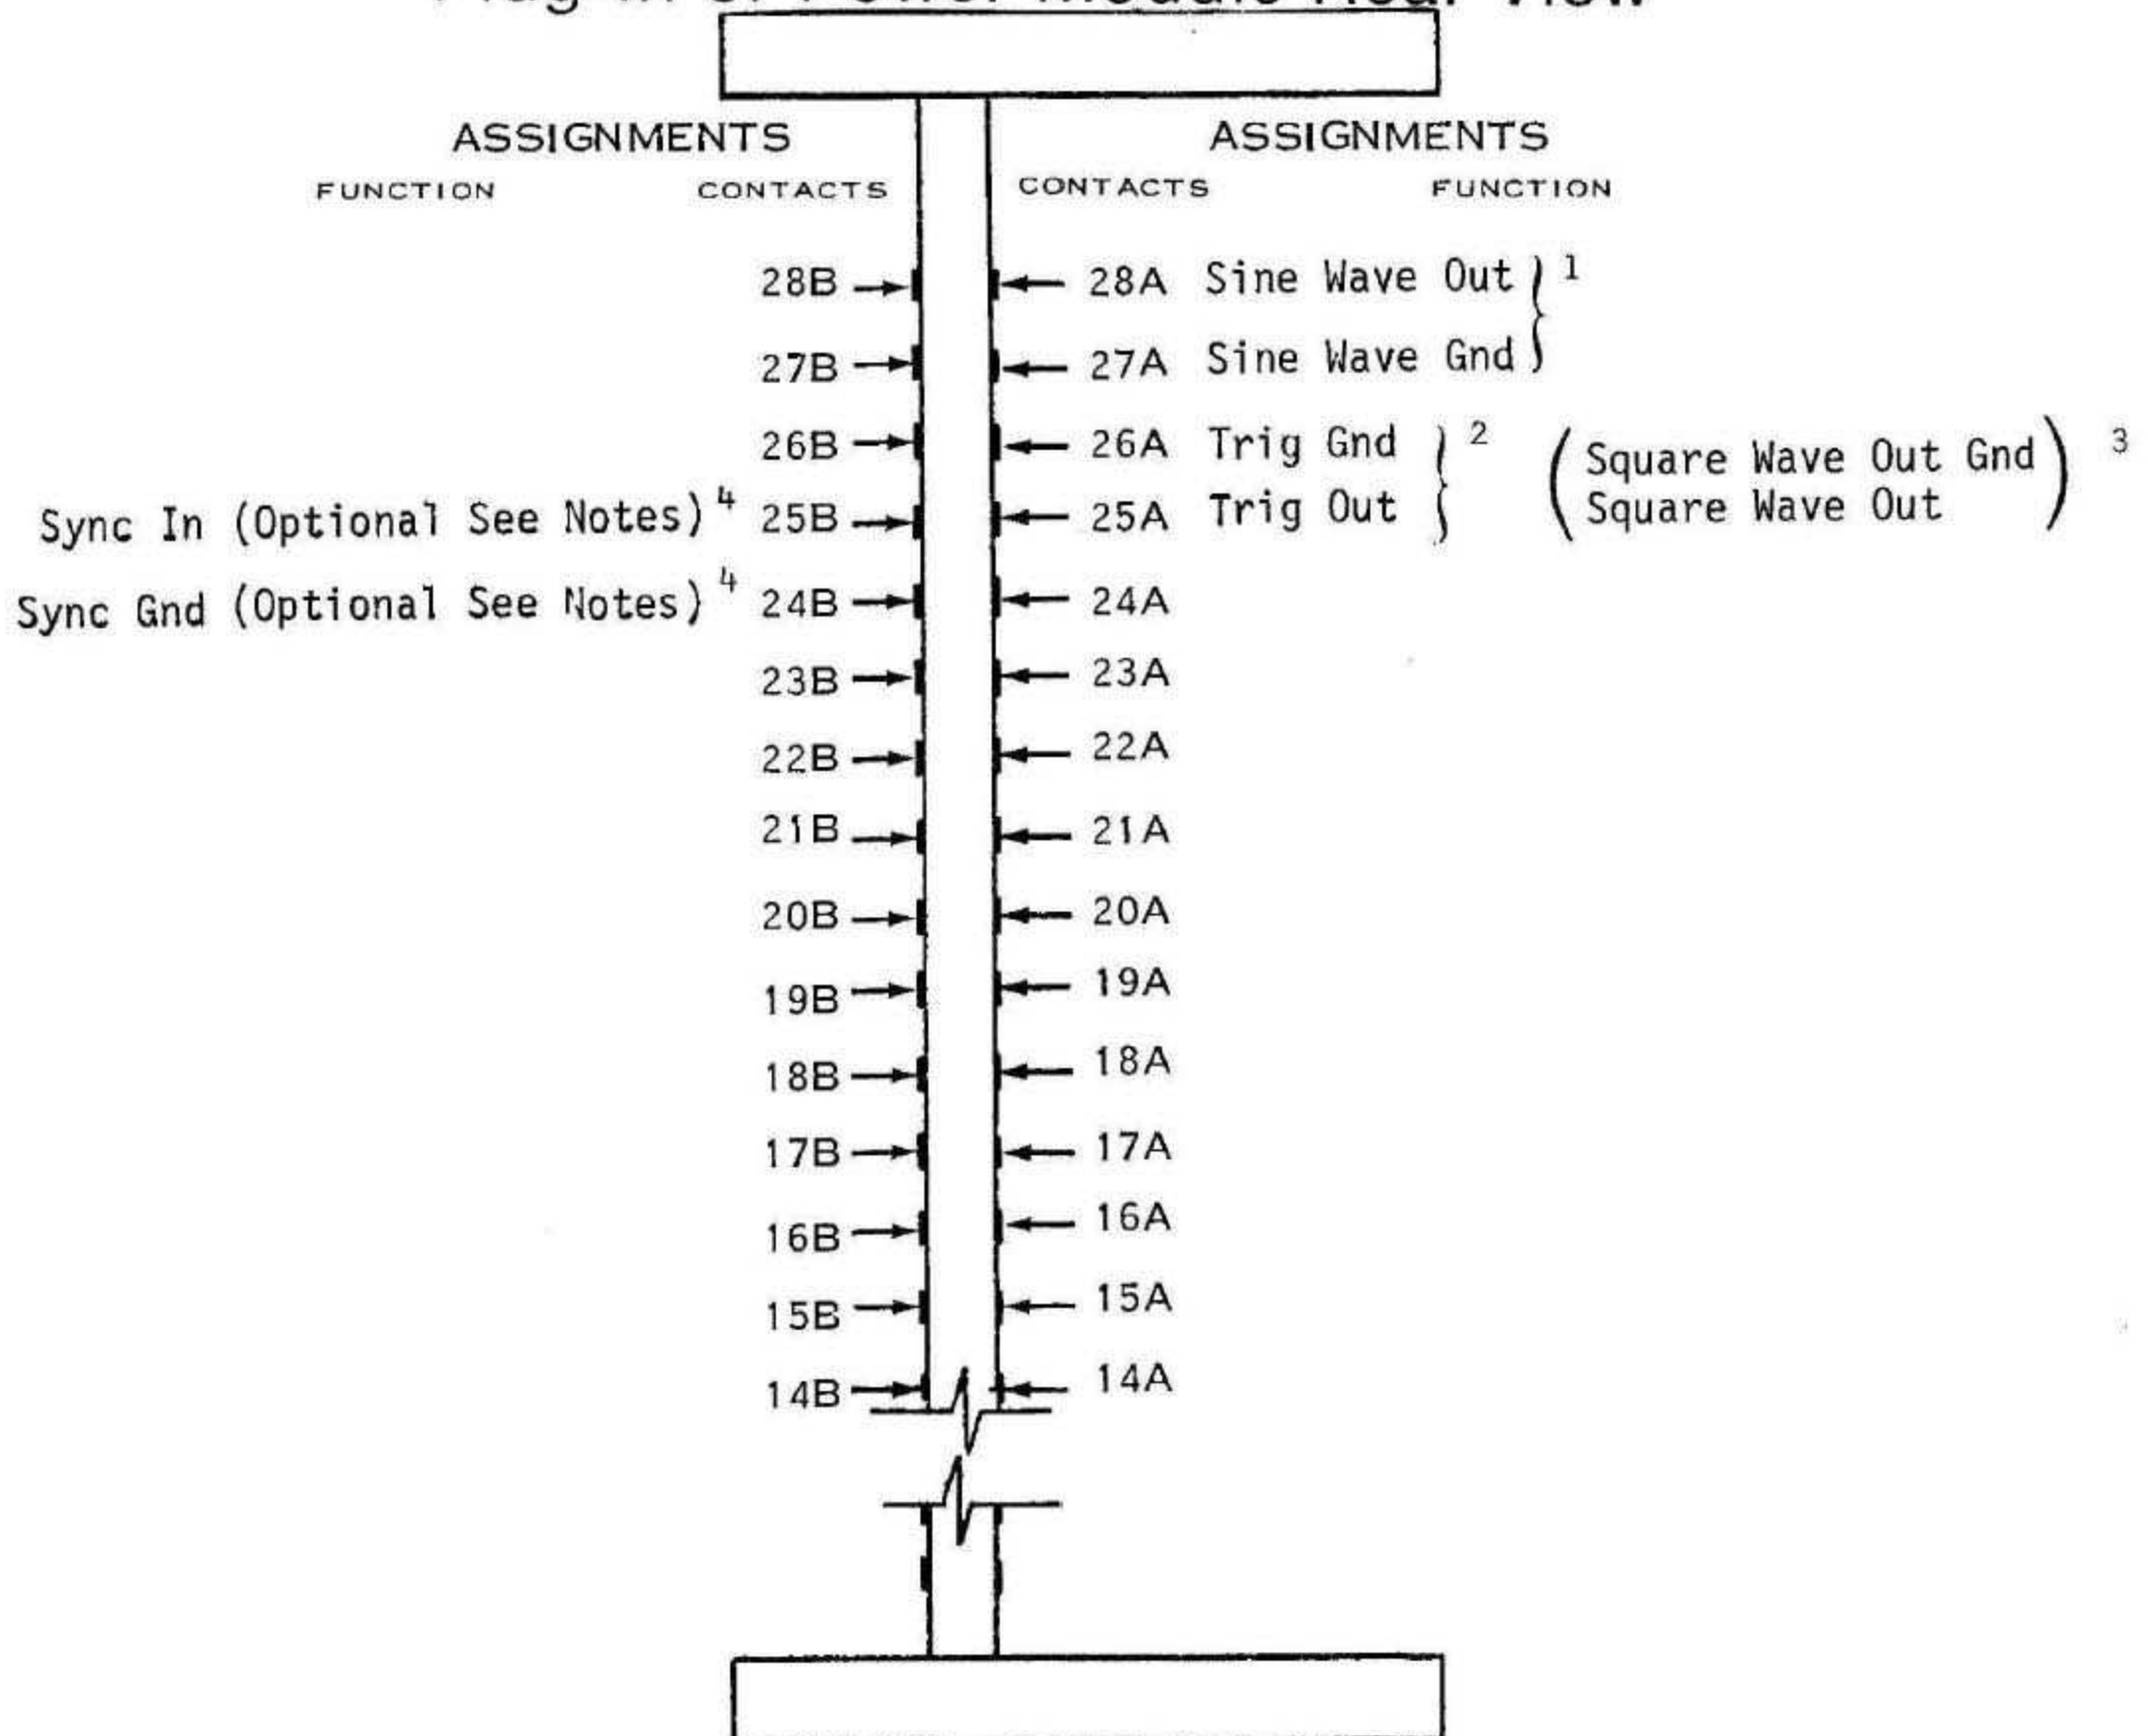 ASSIGNMENTS ASSIGNMENTS
FUNCTION CONTACTS CONTACTS FUNCTION
28B 28A Sine Wave Out 1
27B 27A Sine Wave Gnd
26B 26A Trig Gnd 2 (Square Wave Out Gnd) 3
Sync In (Optional See Notes) 4 25B 25A Trig Out Square Wave Out
Sync Gnd (Optional See Notes) 4 24B 24A
23B 23A
22B 22A
21B 21A
20B 20A
19B 19A
18B 18A
17B 17A
16B 16A
15B 15A
14B 14A